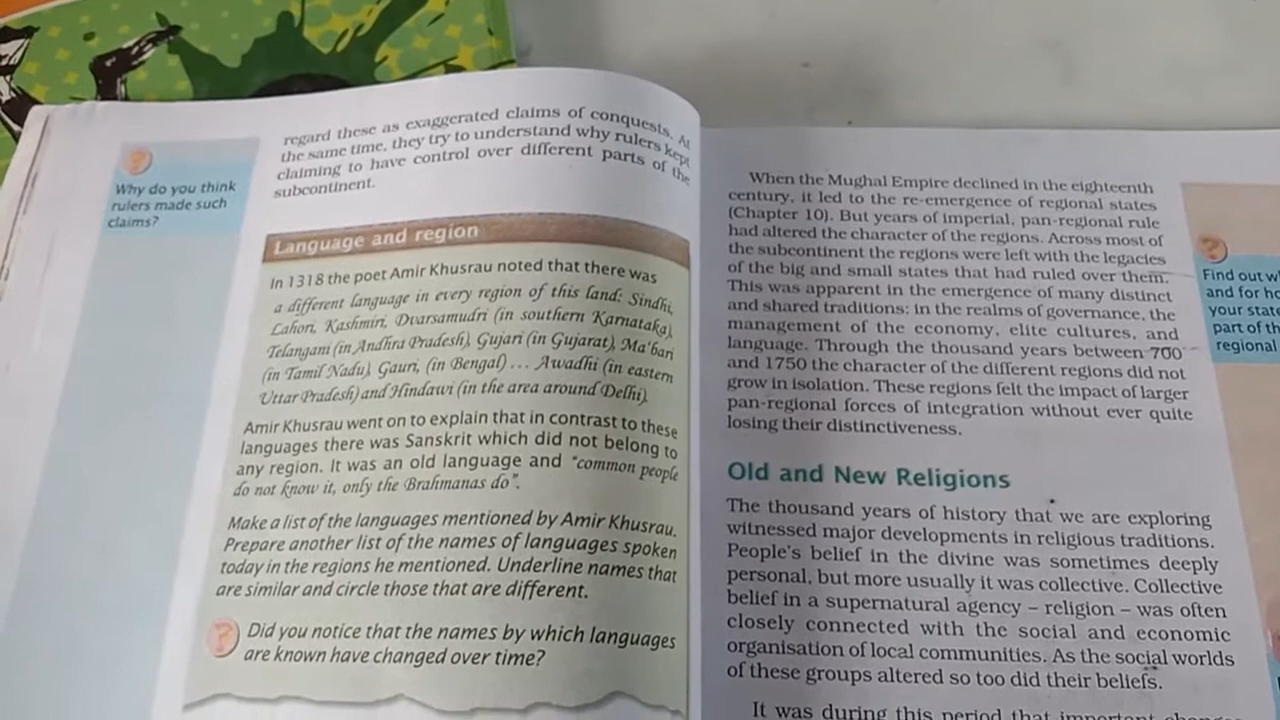 regard these as exaggerated claims of conquests. At
the same time, they try to understand why rulers kept
claiming to have control over different parts of the
subcontinent.
Why do you think
rulers made such
claims?
Language and region
In 1318 the poet Amir Khusrau noted that there was
a different language in every region of this land: Sindhi,
Lahori, Kashmiri, Dvarsamudri (in southern Karnataka),
Telangani (in Andhra Pradesh), Gujari (in Gujarat), Ma'bari
(in Tamil Nadu), Gauri, (in Bengal) ... Awadhi (in eastern
Uttar Pradesh) and Hindawi (in the area around Delhi).
Amir Khusrau went on to explain that in contrast to these
languages there was Sanskrit which did not belong to
any region. It was an old language and "common people
do not know it, only the Brahmanas do".
Make a list of the languages mentioned by Amir Khusrau.
Prepare another list of the names of languages spoken
today in the regions he mentioned. Underline names that
are similar and circle those that are different.
? Did you notice that the names by which languages
are known have changed over time?
When the Mughal Empire declined in the eighteenth
century, it led to the re-emergence of regional states
(Chapter 10). But years of imperial, pan-regional rule
had altered the character of the regions. Across most of
the subcontinent the regions were left with the legacies
of the big and small states that had ruled over them.
This was apparent in the emergence of many distinct
and shared traditions: in the realms of governance, the
management of the economy, elite cultures, and
language. Through the thousand years between 700
and 1750 the character of the different regions did not
grow in isolation. These regions felt the impact of larger
pan-regional forces of integration without ever quite
losing their distinctiveness.
Old and New Religions
The thousand years of history that we are exploring
witnessed major developments in religious traditions.
People's belief in the divine was sometimes deeply
personal, but more usually it was collective. Collective
belief in a supernatural agency – religion – was often
closely connected with the social and economic
organisation of local communities. As the social worlds
of these groups altered so too did their beliefs.
It was during this period that important
?
Find out
and for
your
part of
regional